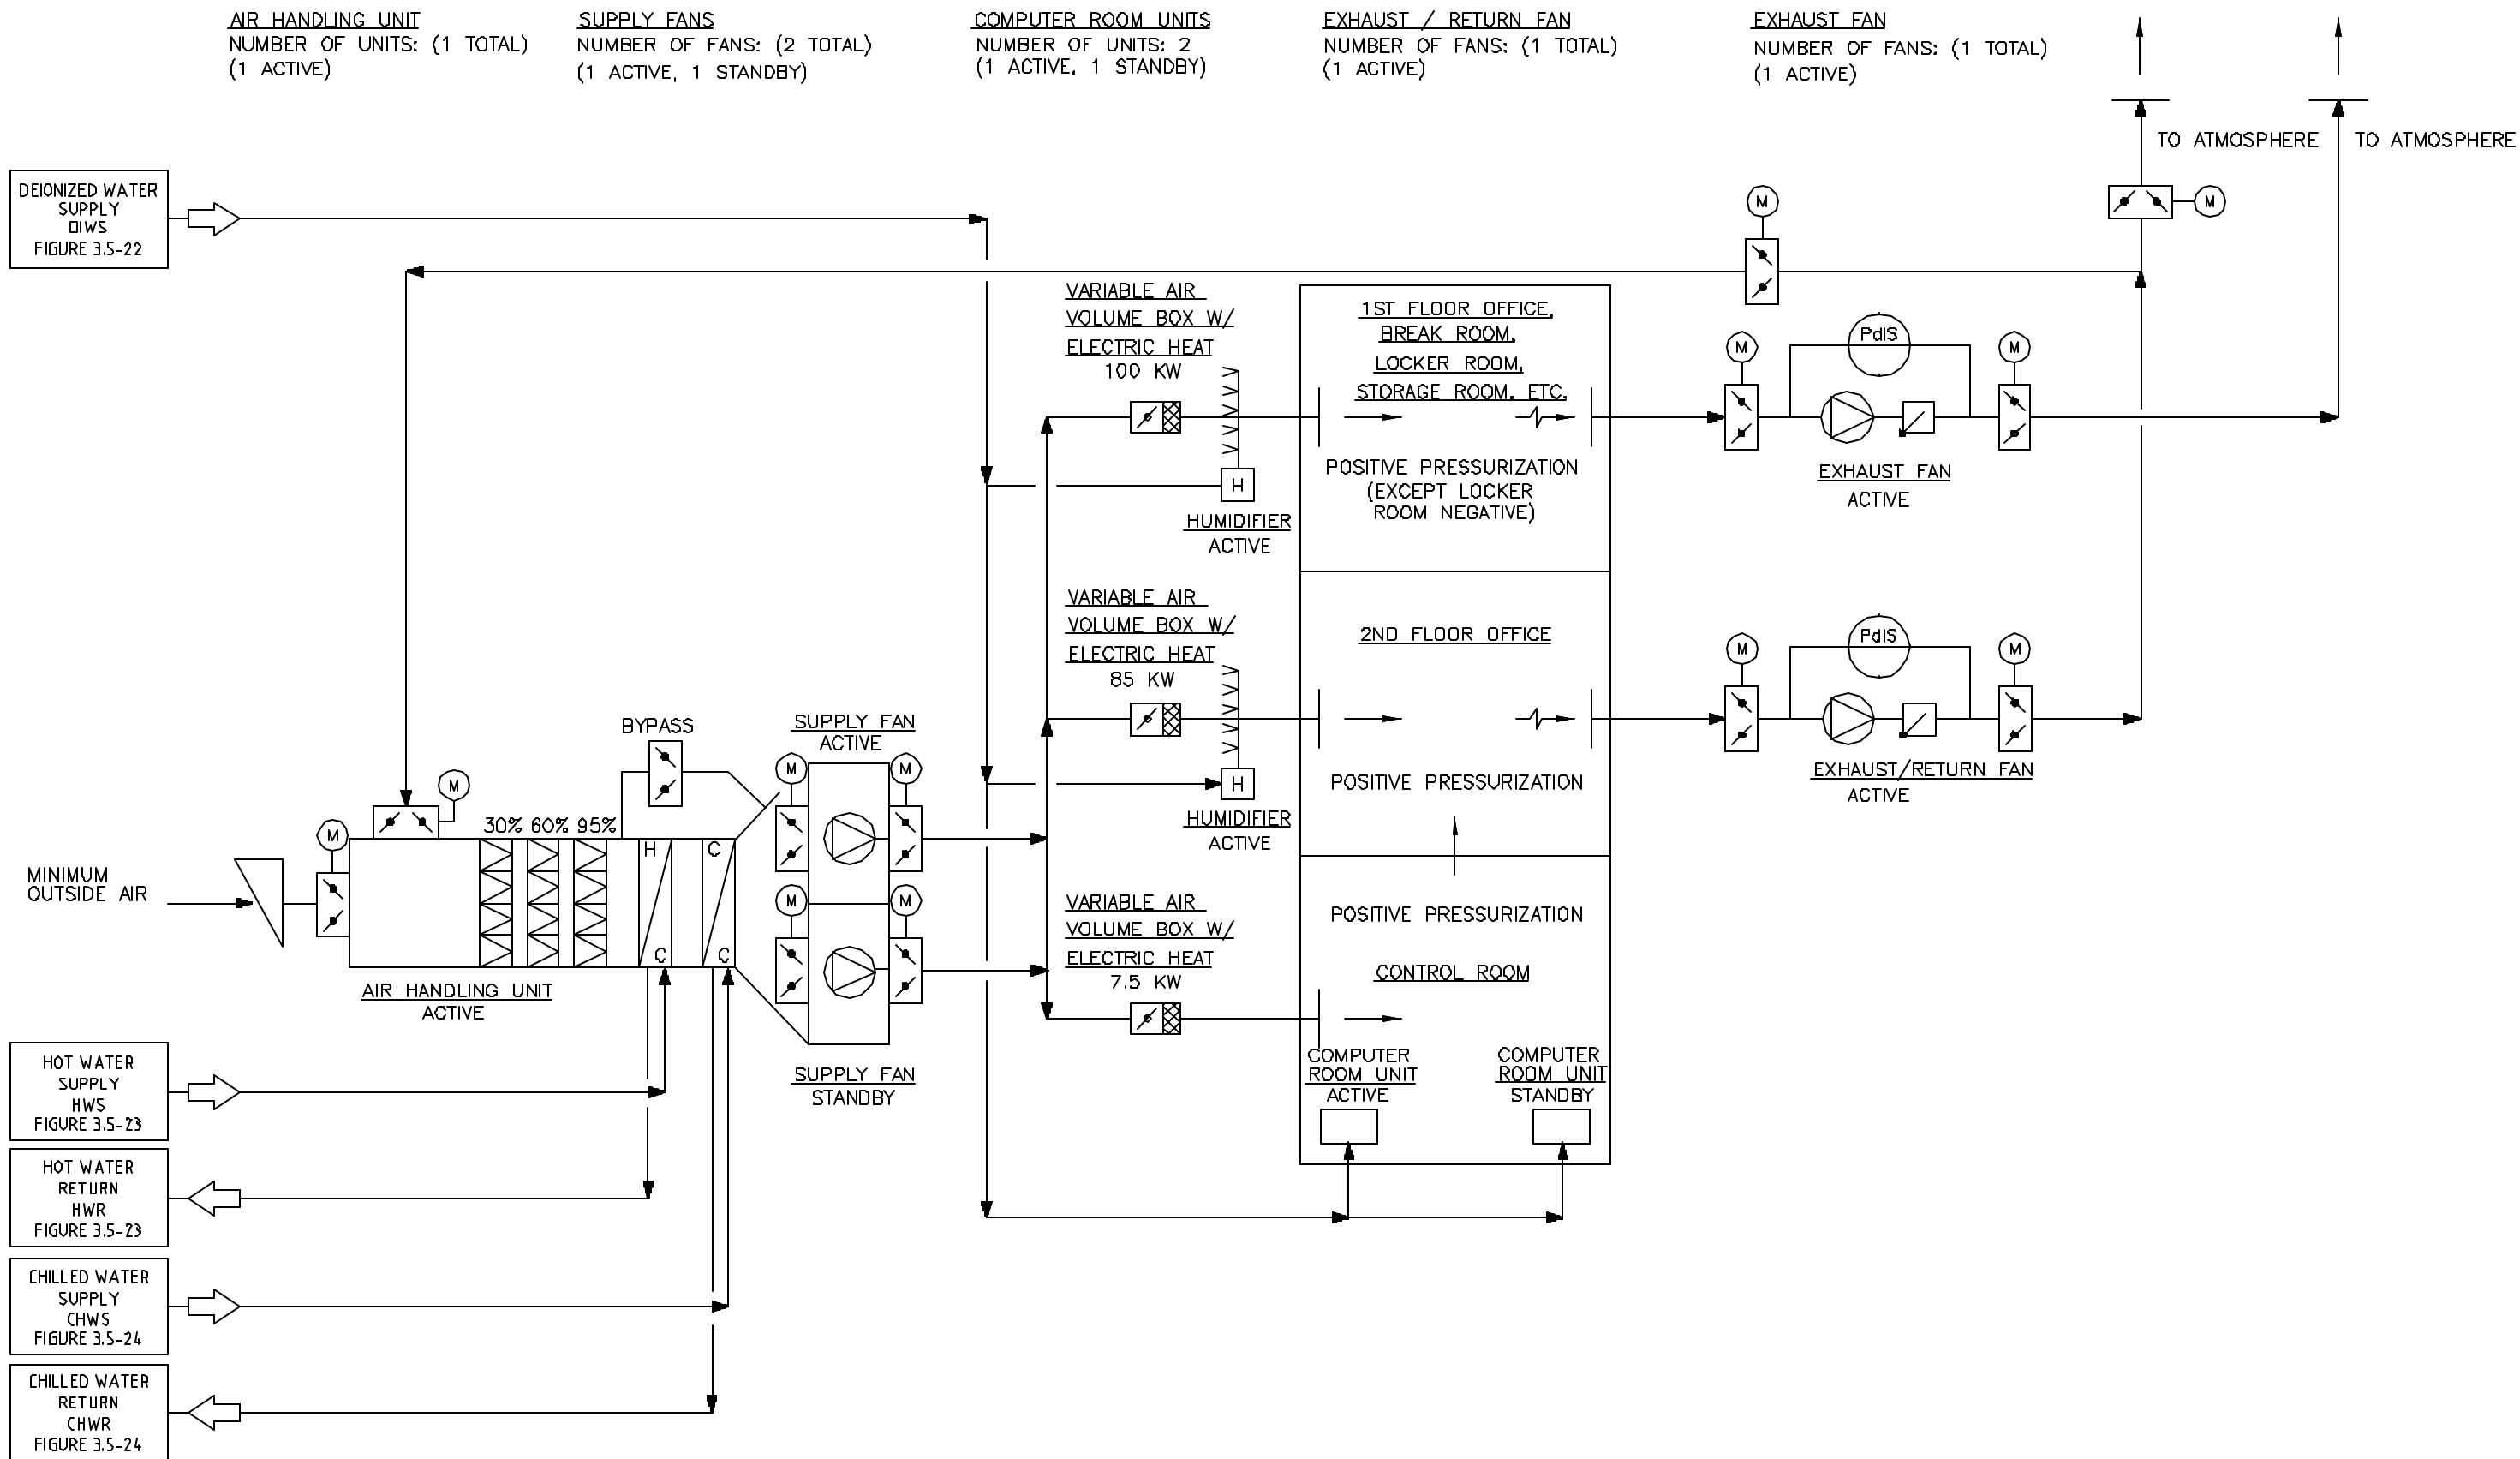 AIR HANDLING UNIT
NUMBER OF UNITS: (1 TOTAL)
(1 ACTIVE)
SUPPLY FANS
NUMBER OF FANS: (2 TOTAL)
(1 ACTIVE, 1 STANDBY)
COMPUTER ROOM UNITS
NUMBER OF UNITS: 2
(1 ACTIVE, 1 STANDBY)
EXHAUST / RETURN FAN
NUMBER OF FANS: (1 TOTAL)
(1 ACTIVE)
EXHAUST FAN
NUMBER OF FANS: (1 TOTAL)
(1 ACTIVE)
TO ATMOSPHERE
TO ATMOSPHERE
DEIONIZED WATER
SUPPLY
DIWS
FIGURE 3.5-22
M
M
VARIABLE AIR
VOLUME BOX W/
ELECTRIC HEAT
100 KW
1ST FLOOR OFFICE,
BREAK ROOM,
LOCKER ROOM,
STORAGE ROOM, ETC.
POSITIVE PRESSURIZATION
(EXCEPT LOCKER
ROOM NEGATIVE)
H
HUMIDIFIER
ACTIVE
M
PdIS
M
EXHAUST FAN
ACTIVE
VARIABLE AIR
VOLUME BOX W/
ELECTRIC HEAT
85 KW
2ND FLOOR OFFICE
POSITIVE PRESSURIZATION
H
HUMIDIFIER
ACTIVE
M
PdIS
M
EXHAUST/RETURN FAN
ACTIVE
BYPASS
SUPPLY FAN
ACTIVE
M
M
M
M
30% 60% 95%
H
C
C
C
M
M
MINIMUM
OUTSIDE AIR
AIR HANDLING UNIT
ACTIVE
SUPPLY FAN
STANDBY
VARIABLE AIR
VOLUME BOX W/
ELECTRIC HEAT
7.5 KW
POSITIVE PRESSURIZATION
CONTROL ROOM
COMPUTER
ROOM UNIT
ACTIVE
COMPUTER
ROOM UNIT
STANDBY
HOT WATER
SUPPLY
HWS
FIGURE 3.5-23
HOT WATER
RETURN
HWR
FIGURE 3.5-23
CHILLED WATER
SUPPLY
CHWS
FIGURE 3.5-24
CHILLED WATER
RETURN
CHWR
FIGURE 3.5-24